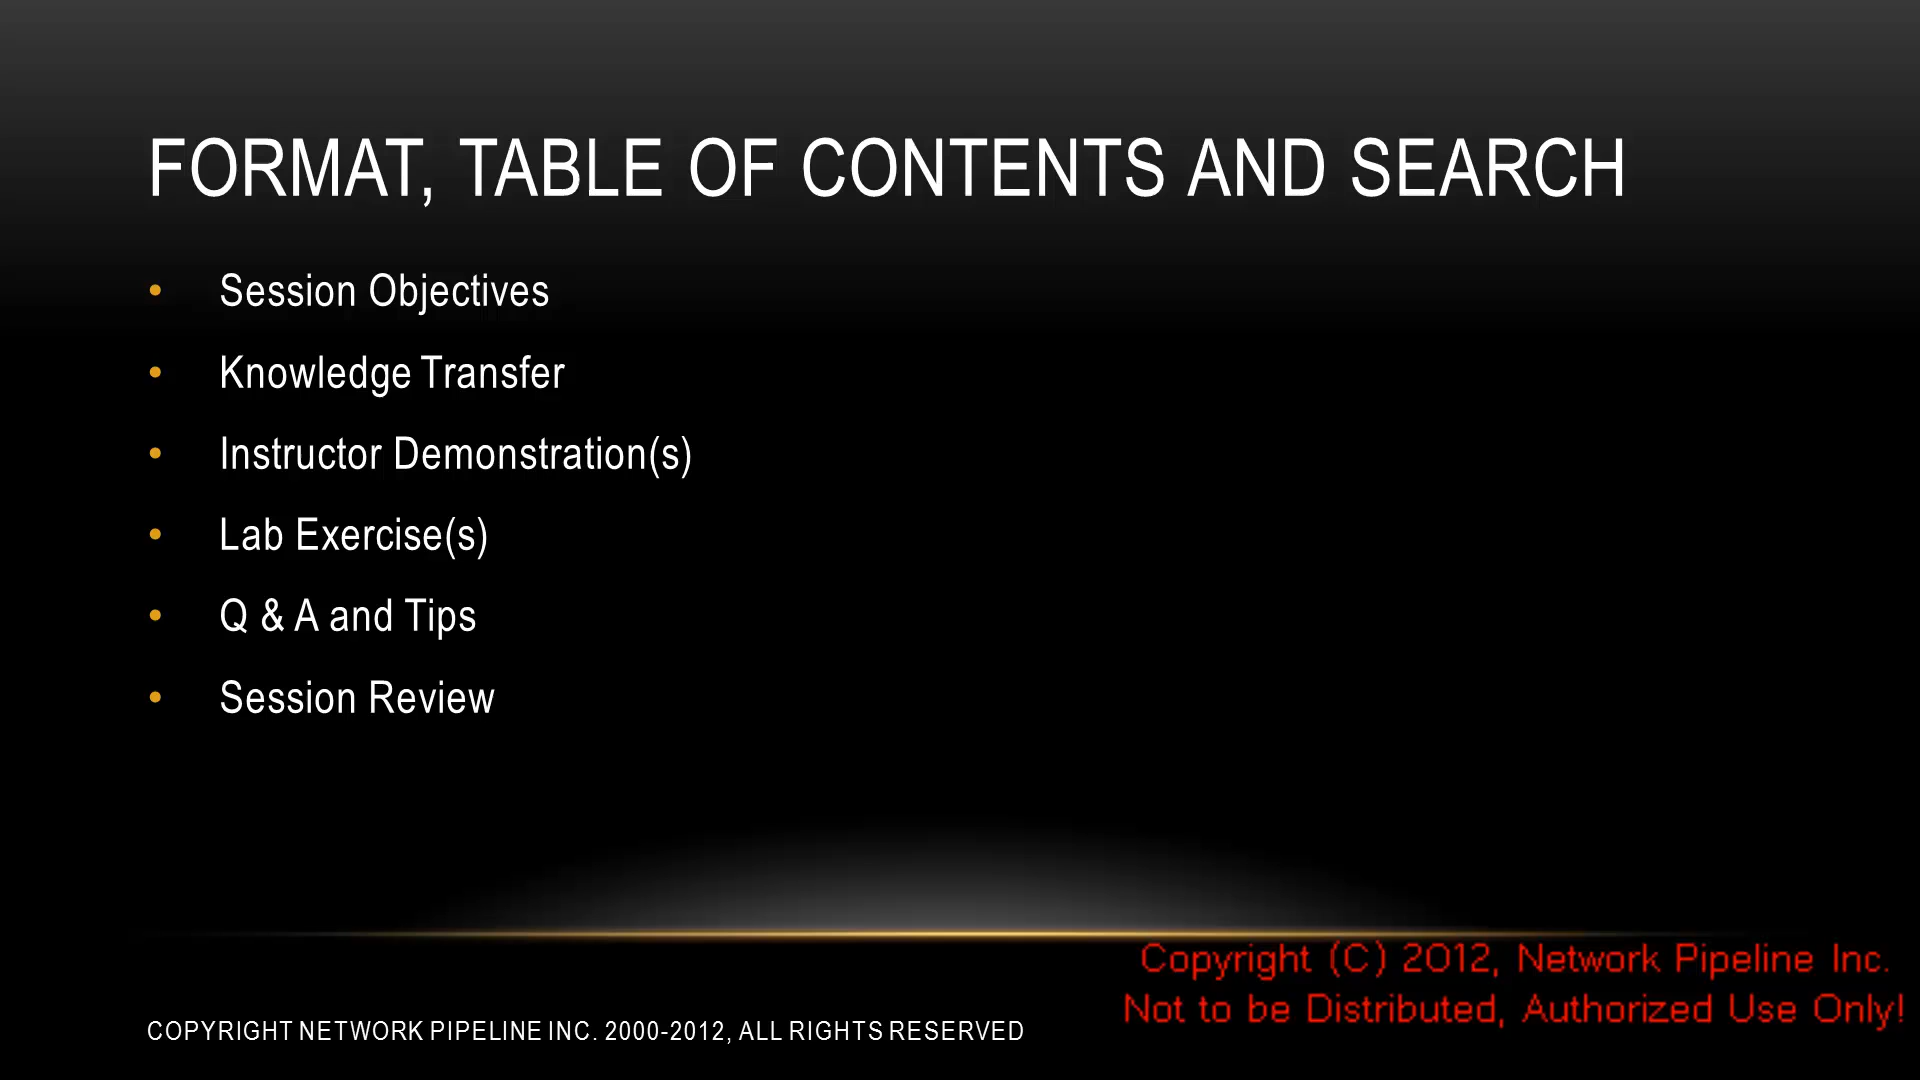 FORMAT, TABLE OF CONTENTS AND SEARCH
• Session Objectives
• Knowledge Transfer
• Instructor Demonstration(s)
• Lab Exercise(s)
• Q & A and Tips
• Session Review
Copyright (C) 2012, Network Pipeline Inc.
Not to be Distributed, Authorized Use Only!
COPYRIGHT NETWORK PIPELINE INC. 2000-2012, ALL RIGHTS RESERVED